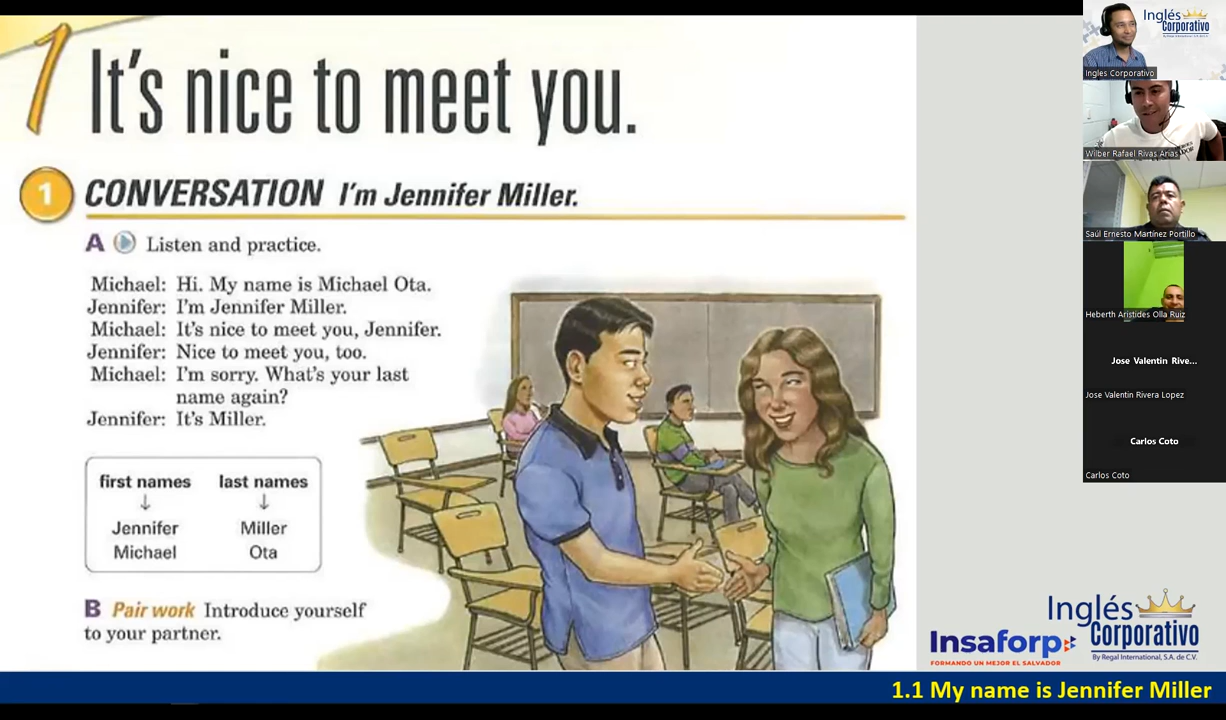 1 It's nice to meet you.
1 CONVERSATION I'm Jennifer Miller.
A Listen and practice.
Michael: Hi. My name is Michael Ota.
Jennifer: I'm Jennifer Miller.
Michael: It's nice to meet you, Jennifer.
Jennifer: Nice to meet you, too.
Michael: I'm sorry. What's your last
name again?
Jennifer: It's Miller.
first names last names
↓ ↓
Jennifer Miller
Michael Ota
B Pair work Introduce yourself
to your partner.
Inglés
Corporativo
Ingles Corporativo
Wilber Rafael Rivas Arias
Saúl Ernesto Martínez Portillo
Heberth Aristides Olla Ruiz
Jose Valentin Rive...
Jose Valentin Rivera Lopez
Carlos Coto
Carlos Coto
Insaforp
FORMANDO UN MEJOR EL SALVADOR
Inglés
Corporativo
By Regal International, S.A. de C.V.
1.1 My name is Jennifer Miller